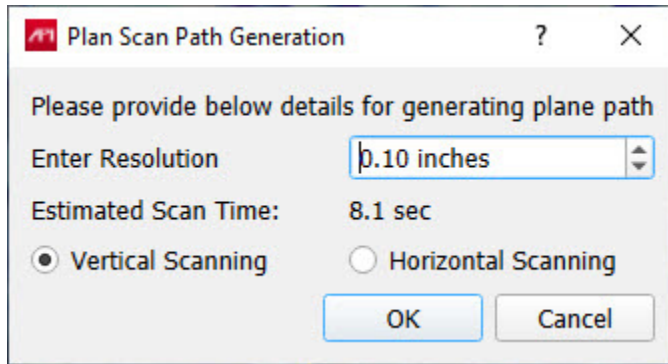 Plan Scan Path Generation ? X
Please provide below details for generating plane path
Enter Resolution 0.10 inches
Estimated Scan Time: 8.1 sec
Vertical Scanning Horizontal Scanning
OK Cancel